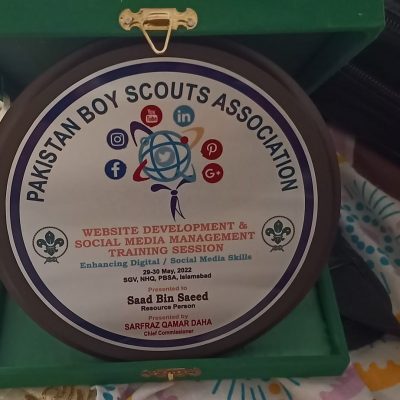 PAKISTAN BOY SCOUTS ASSOCIATION
WEBSITE DEVELOPMENT &
SOCIAL MEDIA MANAGEMENT
TRAINING SESSION
Enhancing Digital / Social Media Skills
29-30 May, 2022
SGV, NHQ, PBSA, Islamabad
Presented to
Saad Bin Saeed
Resource Person
Presented by
SARFRAZ QAMAR DAHA
Chief Commissioner